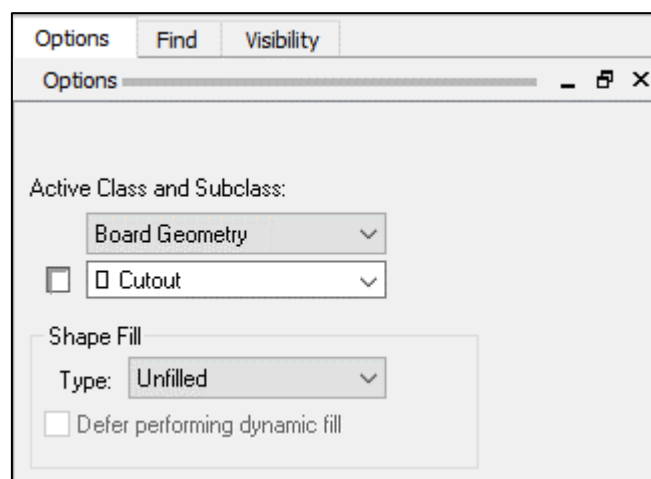 Options Find Visibility
Options
Active Class and Subclass:
Board Geometry
Cutout
Shape Fill
Type: Unfilled
Defer performing dynamic fill